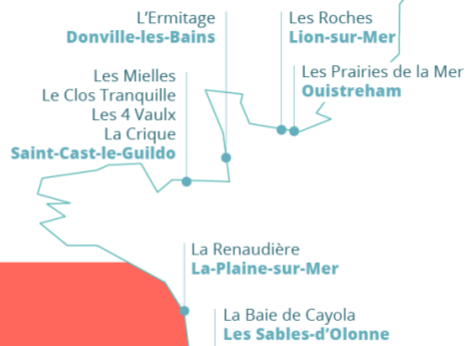 L'Ermitage
Donville-les-Bains
Les Roches
Lion-sur-Mer
Les Mielles
Le Clos Tranquille
Les 4 Vaulx
La Crique
Saint-Cast-le-Guildo
Les Prairies de la Mer
Ouistreham
La Renaudière
La-Plaine-sur-Mer
La Baie de Cayola
Les Sables-d'Olonne